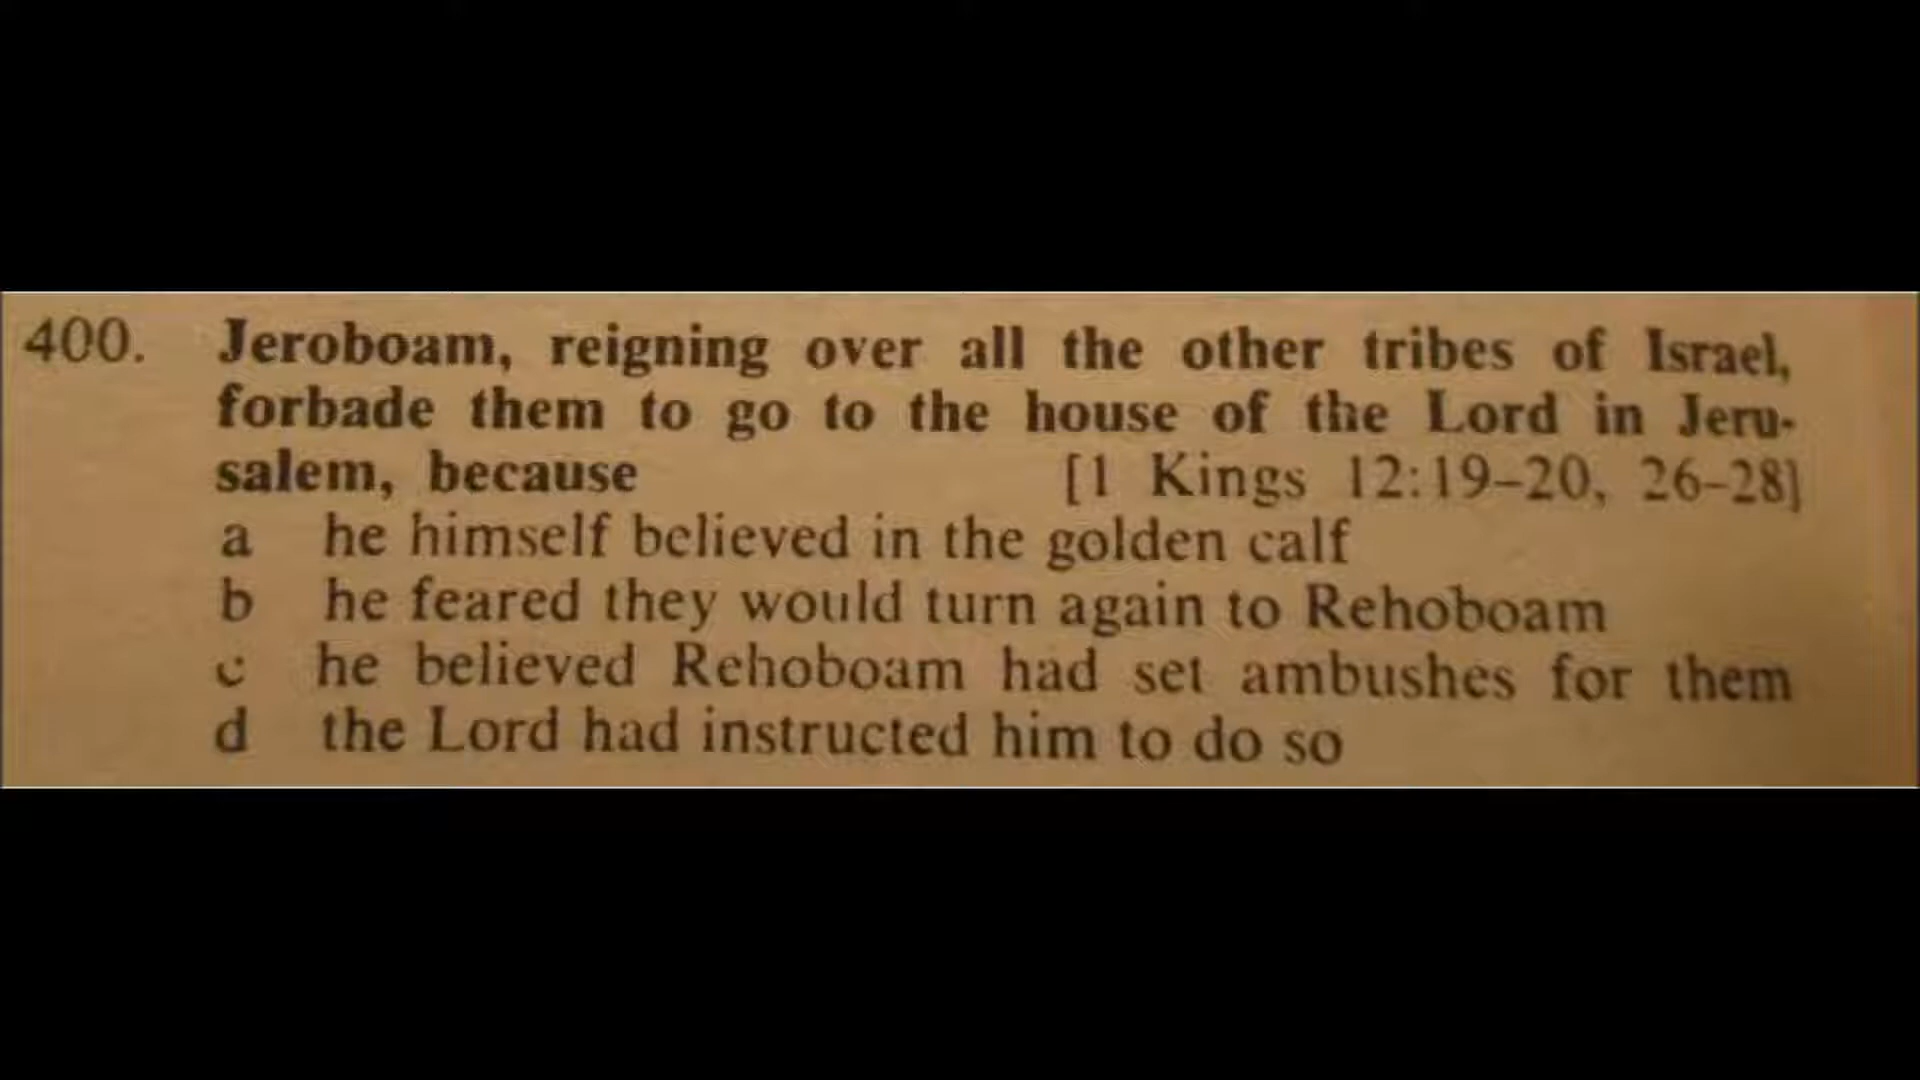 400. Jeroboam, reigning over all the other tribes of Israel,
forbade them to go to the house of the Lord in Jeru-
salem, because [1 Kings 12:19–20, 26–28]
a he himself believed in the golden calf
b he feared they would turn again to Rehoboam
c he believed Rehoboam had set ambushes for them
d the Lord had instructed him to do so